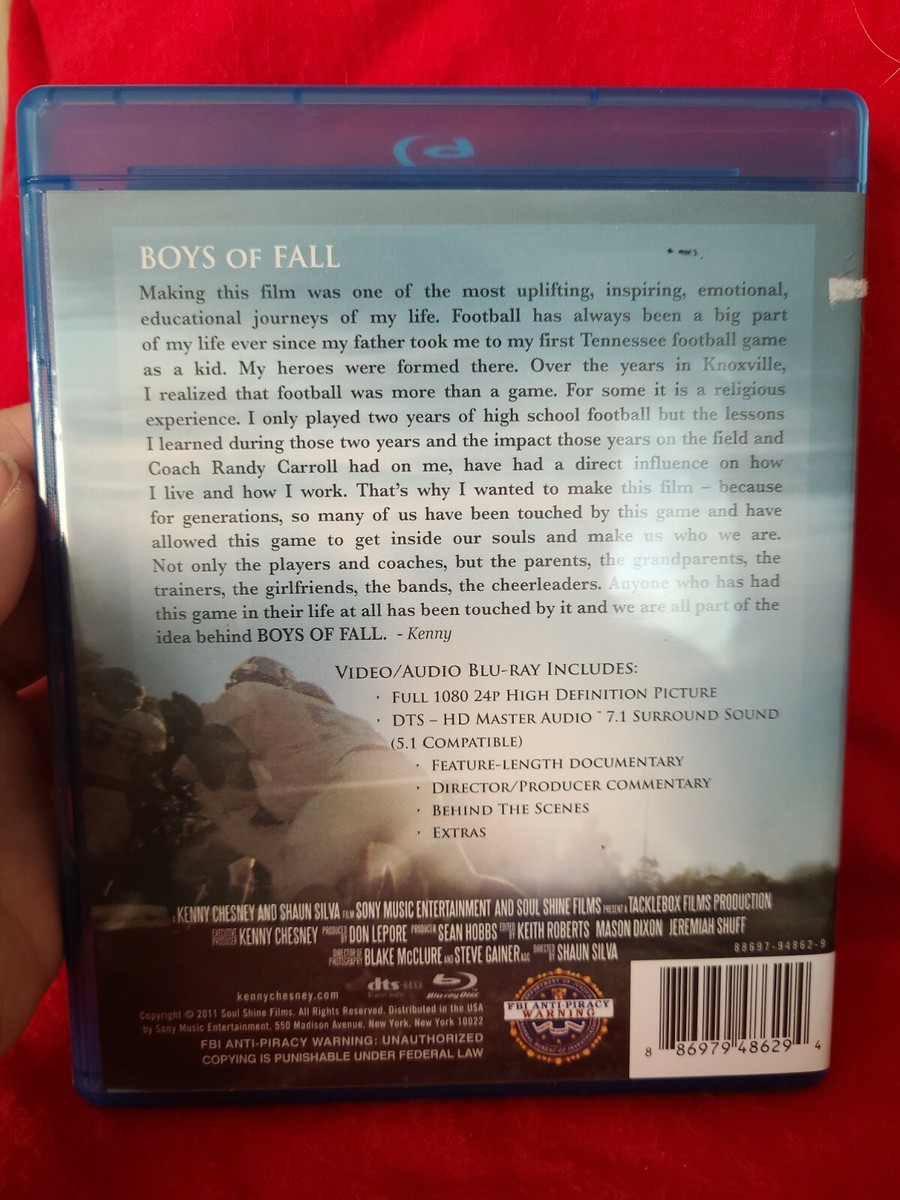 BOYS OF FALL
Making this film was one of the most uplifting, inspiring, emotional,
educational journeys of my life. Football has always been a big part
of my life ever since my father took me to my first Tennessee football game
as a kid. My heroes were formed there. Over the years in Knoxville,
I realized that football was more than a game. For some it is a religious
experience. I only played two years of high school football but the lessons
I learned during those two years and the impact those years on the field and
Coach Randy Carroll had on me, have had a direct influence on how
I live and how I work. That's why I wanted to make this film – because
for generations, so many of us have been touched by this game and have
allowed this game to get inside our souls and make us who we are.
Not only the players and coaches, but the parents, the grandparents, the
trainers, the girlfriends, the bands, the cheerleaders. Anyone who has had
this game in their life at all has been touched by it and we are all part of the
idea behind BOYS OF FALL. - Kenny
VIDEO/AUDIO BLU-RAY INCLUDES:
· FULL 1080 24P HIGH DEFINITION PICTURE
· DTS – HD MASTER AUDIO ™ 7.1 SURROUND SOUND
(5.1 COMPATIBLE)
· FEATURE-LENGTH DOCUMENTARY
· DIRECTOR/PRODUCER COMMENTARY
· BEHIND THE SCENES
· EXTRAS
A KENNY CHESNEY AND SHAUN SILVA FILM SONY MUSIC ENTERTAINMENT AND SOUL SHINE FILMS PRESENT A TACKLEBOX FILMS PRODUCTION
EXECUTIVE PRODUCER KENNY CHESNEY PRODUCED BY DON LEPORE PRODUCER SEAN HOBBS EDITED BY KEITH ROBERTS MASON DIXON JEREMIAH SHUFF
DIRECTOR OF PHOTOGRAPHY BLAKE McCLURE AND STEVE GAINER ASC DIRECTED BY SHAUN SILVA
88697-94862-9
dts-HD
Blu-ray Disc
kennychesney.com
Copyright © 2011 Soul Shine Films. All Rights Reserved. Distributed in the USA
by Sony Music Entertainment, 550 Madison Avenue, New York, New York 10022
FBI ANTI-PIRACY WARNING: UNAUTHORIZED
COPYING IS PUNISHABLE UNDER FEDERAL LAW
FBI ANTI-PIRACY
WARNING
8 86979 48629 4